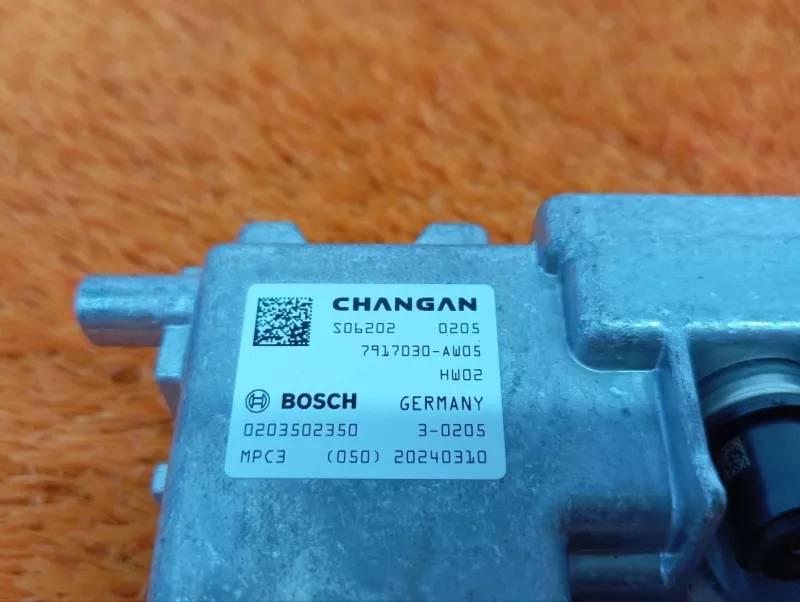 CHANGAN
S06202 0205
7917030-AW05
HW02
BOSCH GERMANY
0203502350 3-0205
MPC3 (050) 20240310